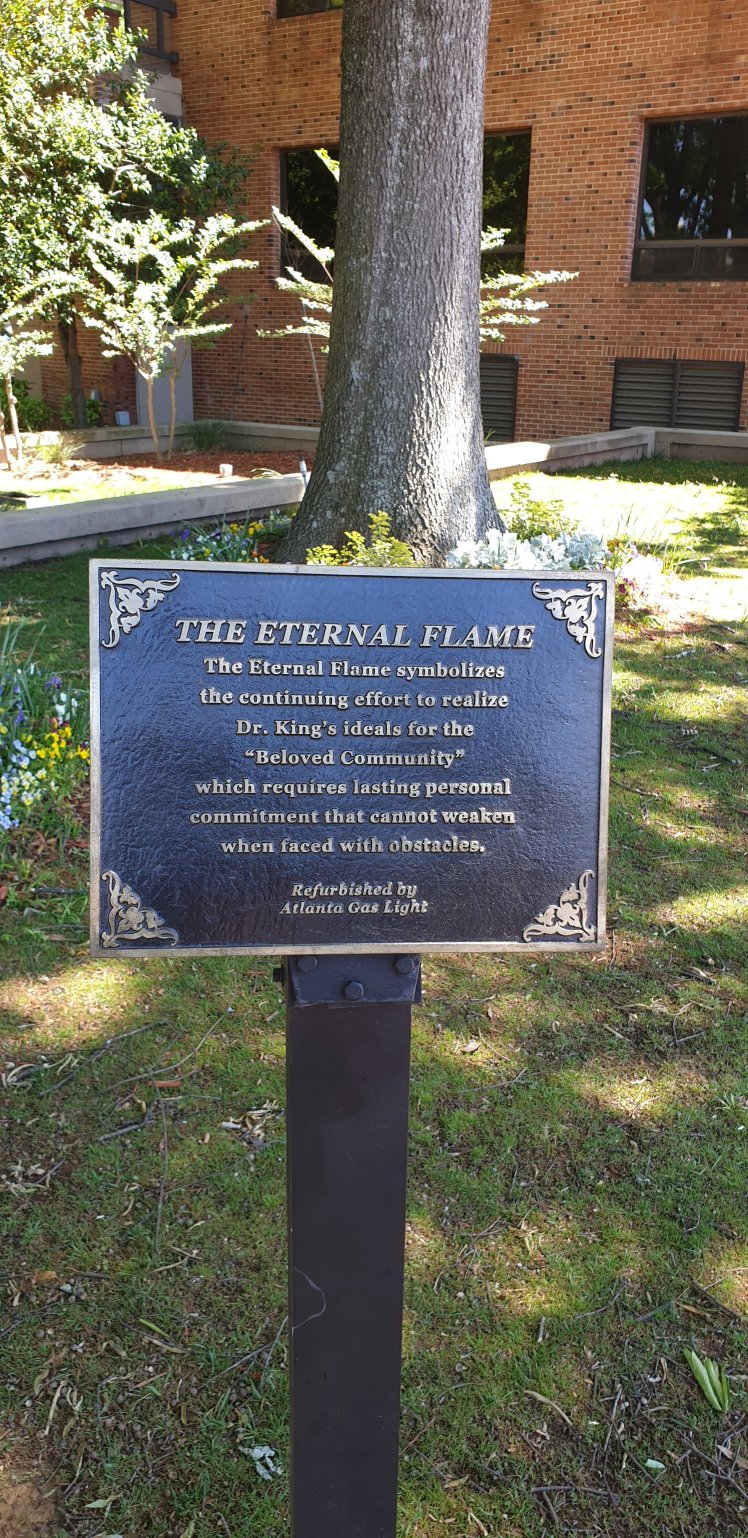 THE ETERNAL FLAME
The Eternal Flame symbolizes
the continuing effort to realize
Dr. King's ideals for the
"Beloved Community"
which requires lasting personal
commitment that cannot weaken
when faced with obstacles.
Refurbished by
Atlanta Gas Light